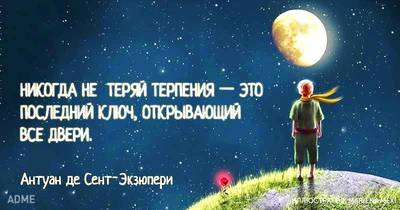 НИКОГДА НЕ ТЕРЯЙ ТЕРПЕНИЯ — ЭТО
ПОСЛЕДНИЙ КЛЮЧ, ОТКРЫВАЮЩИЙ
ВСЕ ДВЕРИ.
Антуан де Сент-Экзюпери
ADME